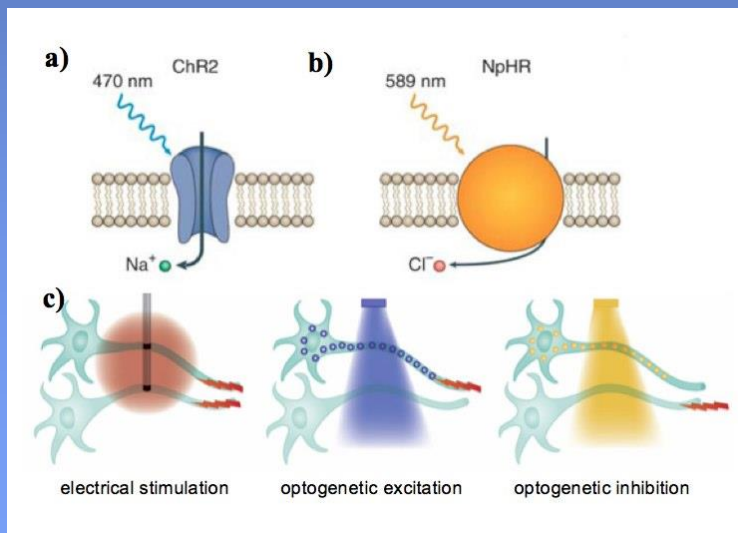 a)
ChR2
470 nm
Na⁺
b)
NpHR
589 nm
Cl⁻
c)
electrical stimulation
optogenetic excitation
optogenetic inhibition